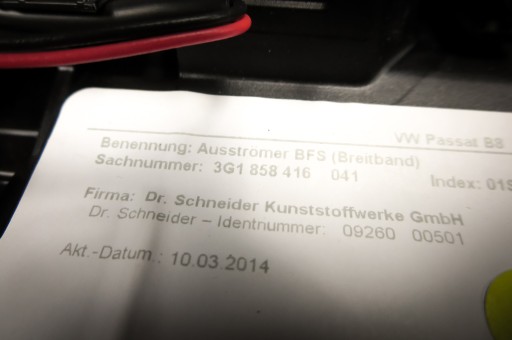 VW Passat B8
Benennung: Ausströmer BFS (Breitband)
Sachnummer: 3G1 858 416 041
Index: 01S
Firma: Dr. Schneider Kunststoffwerke GmbH
Dr. Schneider – Identnummer: 09260 00501
Akt.-Datum.: 10.03.2014